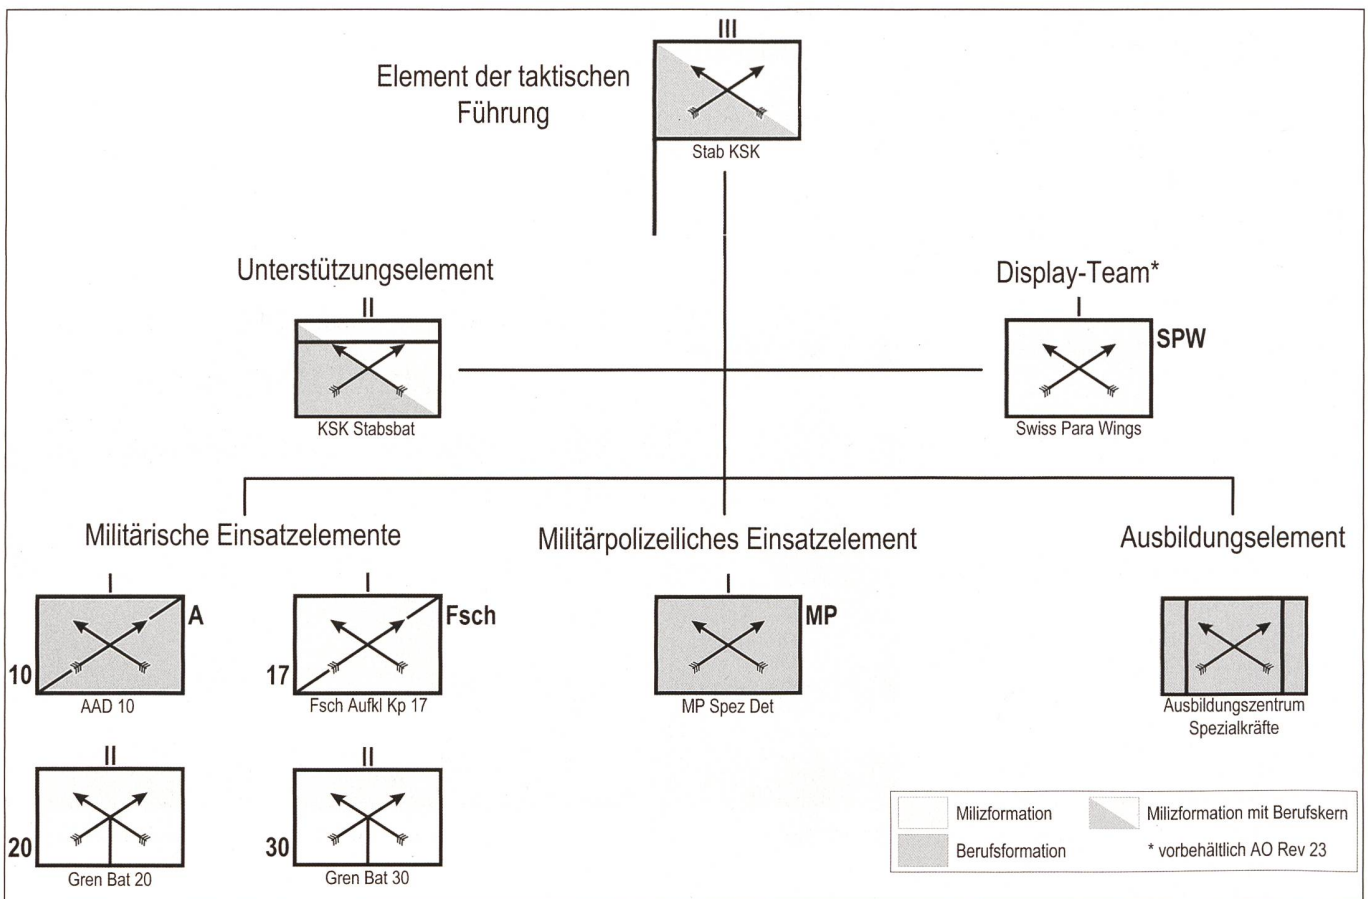 III
Element der taktischen
Führung
Stab KSK
Unterstützungselement
II
KSK Stabsbat
Display-Team*
I
SPW
Swiss Para Wings
Militärische Einsatzelemente
I
A
10
AAD 10
I
Fsch
17
Fsch Aufkl Kp 17
II
20
Gren Bat 20
II
30
Gren Bat 30
Militärpolizeiliches Einsatzelement
I
MP
MP Spez Det
Ausbildungselement
Ausbildungszentrum
Spezialkräfte
Milizformation
Milizformation mit Berufskern
Berufsformation
* vorbehältlich AO Rev 23